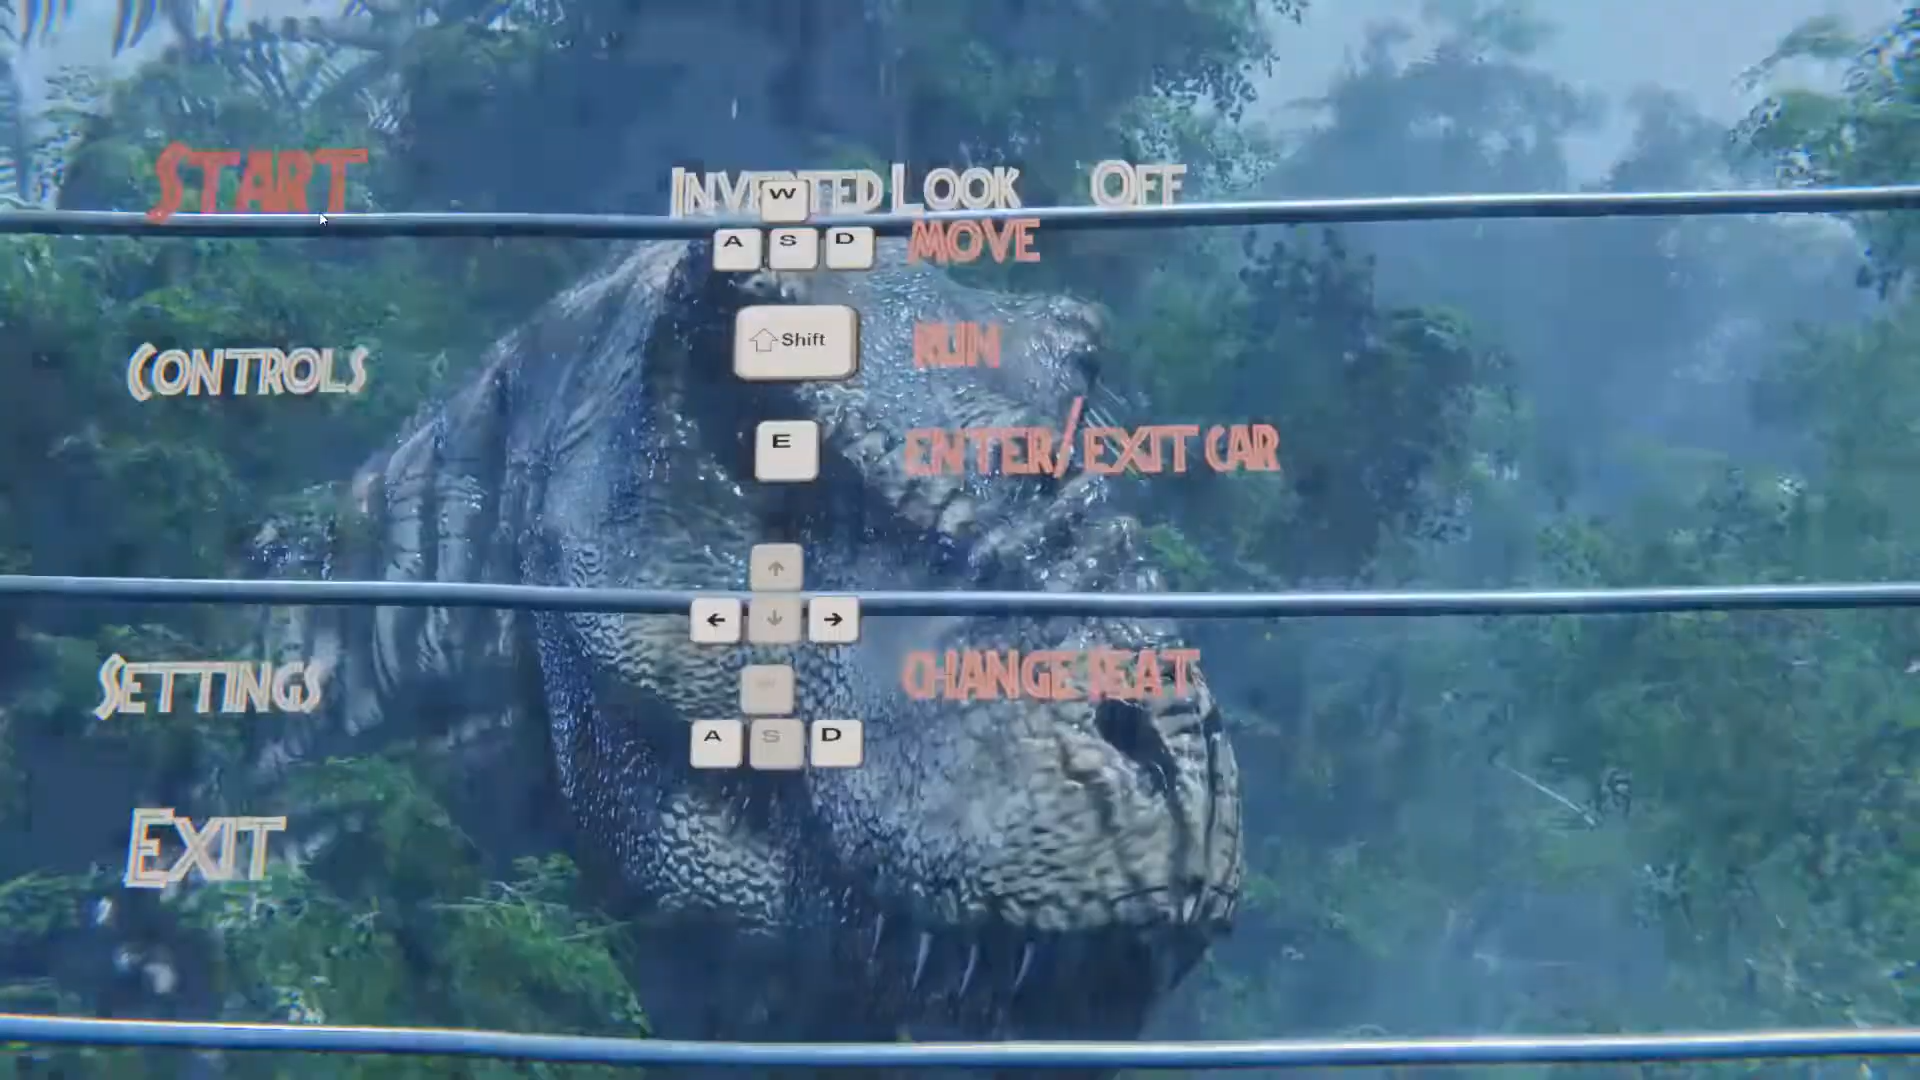 START
INVERTED LOOK OFF
W
A S D MOVE
CONTROLS
Shift RUN
E ENTER/EXIT CAR
↑
← ↓ →
SETTINGS
CHANGE SEAT
A S D
EXIT